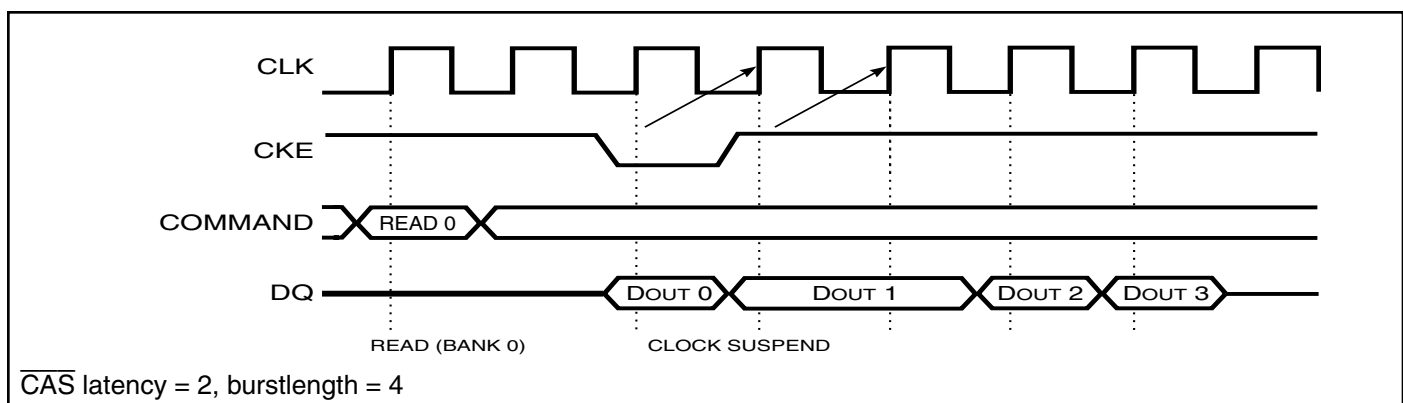 CLK
CKE
COMMAND
READ 0
DQ
DOUT 0
DOUT 1
DOUT 2
DOUT 3
READ (BANK 0)
CLOCK SUSPEND
CAS latency = 2, burstlength = 4